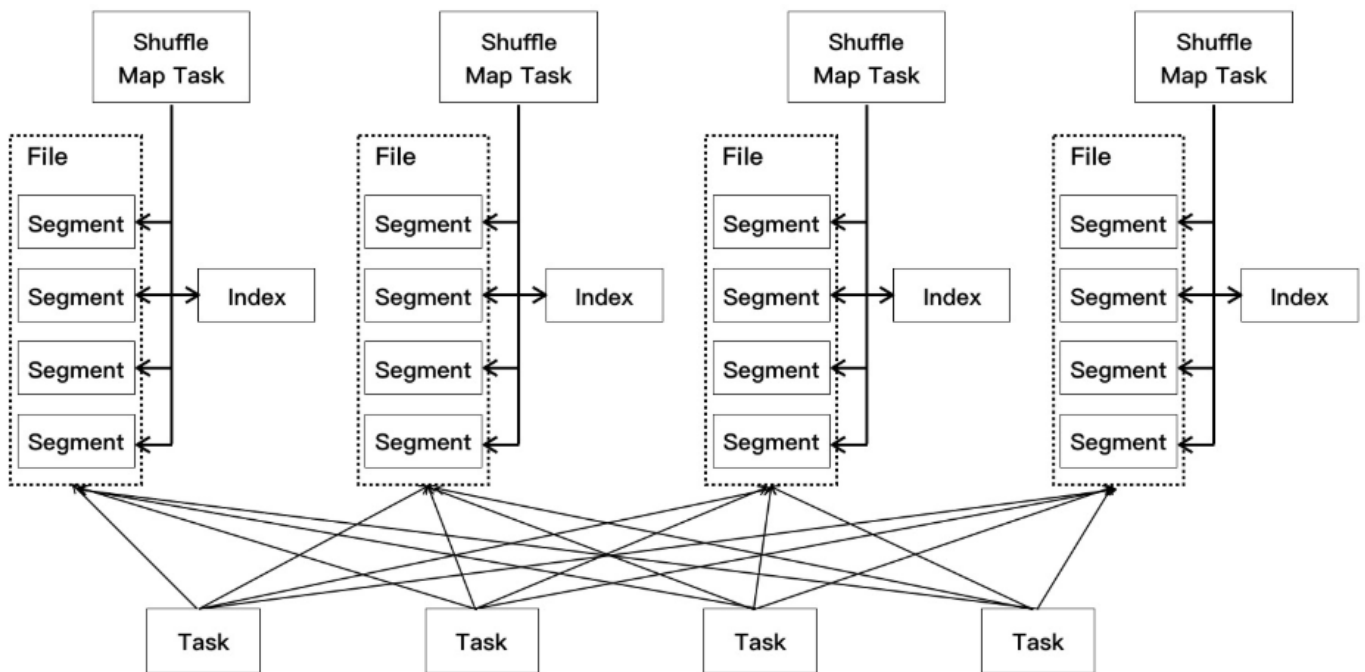 Shuffle
Map Task
Shuffle
Map Task
Shuffle
Map Task
Shuffle
Map Task
File
File
File
File
Segment
Segment
Segment
Segment
Segment
Index
Segment
Index
Segment
Index
Segment
Index
Segment
Segment
Segment
Segment
Segment
Segment
Segment
Segment
Task
Task
Task
Task